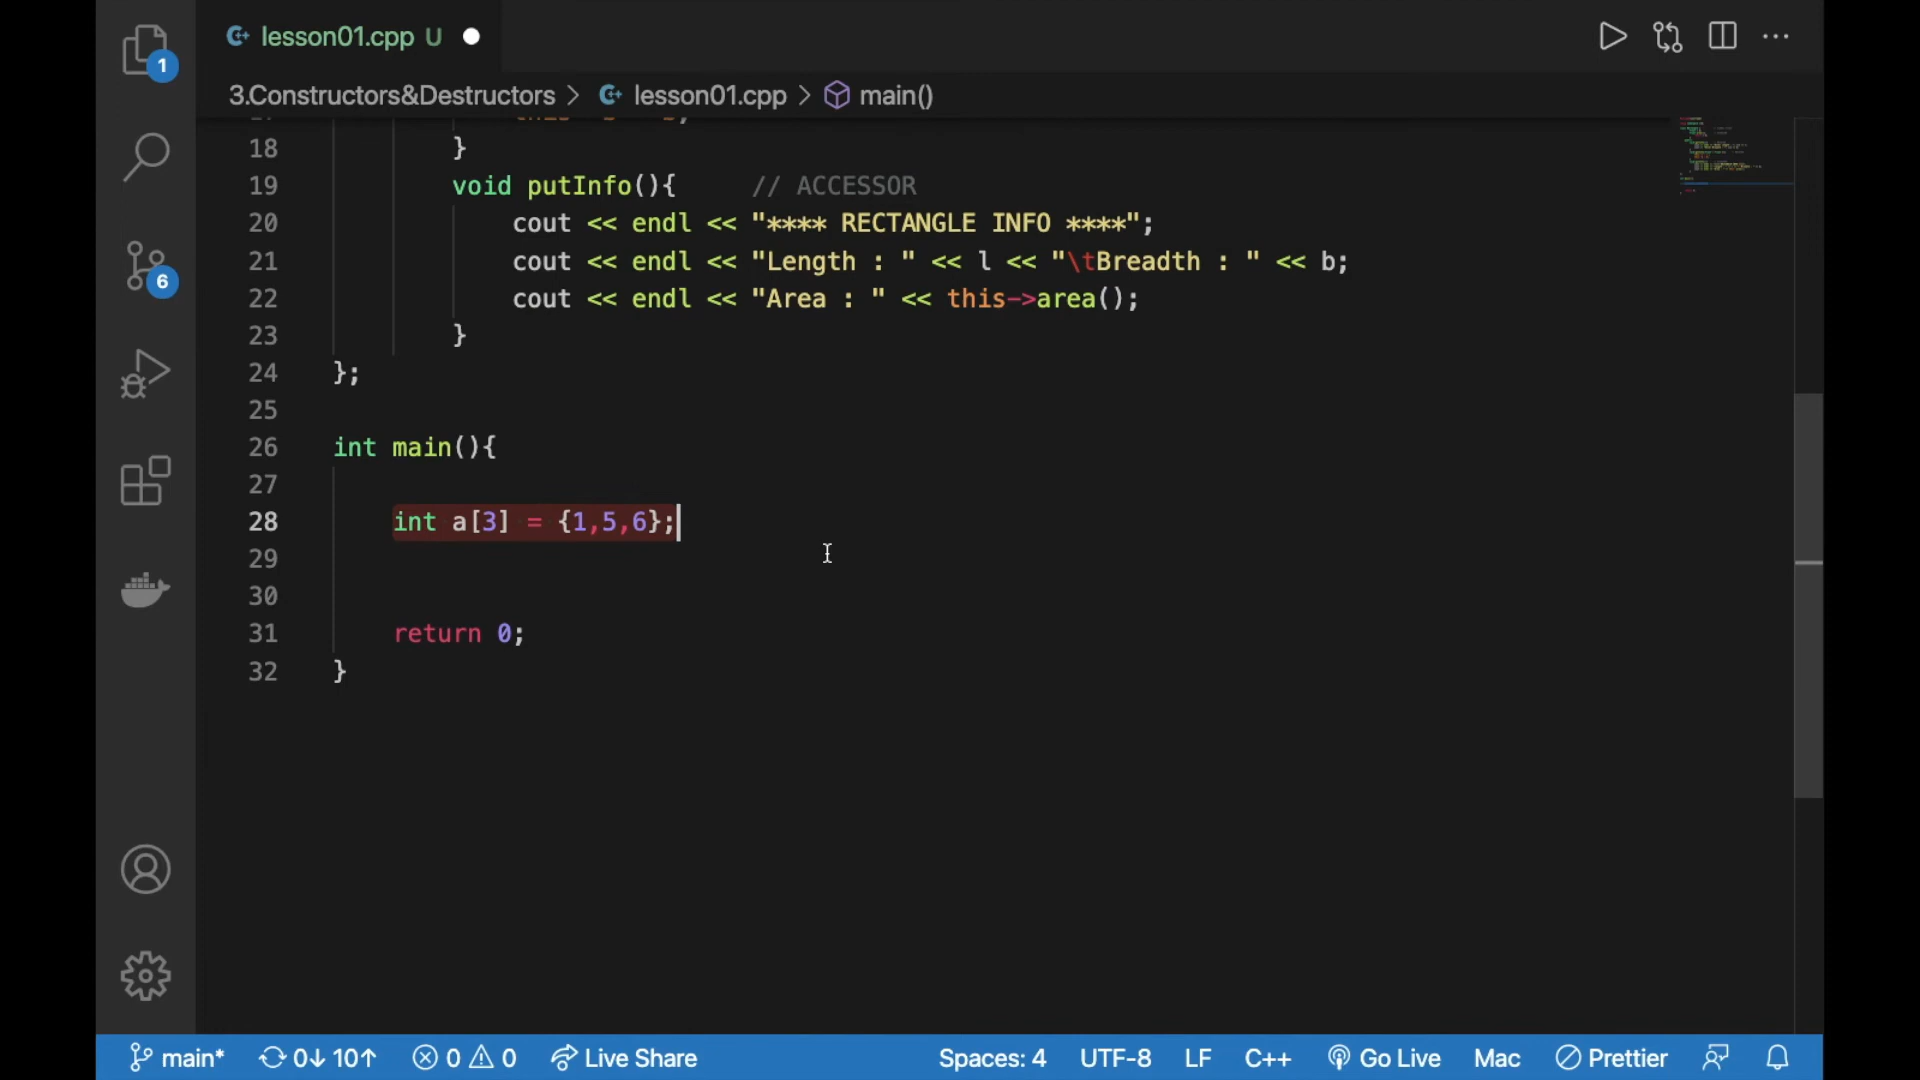 lesson01.cpp U
3.Constructors&Destructors > lesson01.cpp > main()
1
6
18 }
19 void putInfo(){ // ACCESSOR
20 cout << endl << "**** RECTANGLE INFO ****";
21 cout << endl << "Length : " << l << "\tBreadth : " << b;
22 cout << endl << "Area : " << this->area();
23 }
24 };
25
26 int main(){
27
28 int a[3] = {1,5,6};
29
30
31 return 0;
32 }
main* 0↓ 10↑ 0 0 Live Share Spaces: 4 UTF-8 LF C++ Go Live Mac Prettier